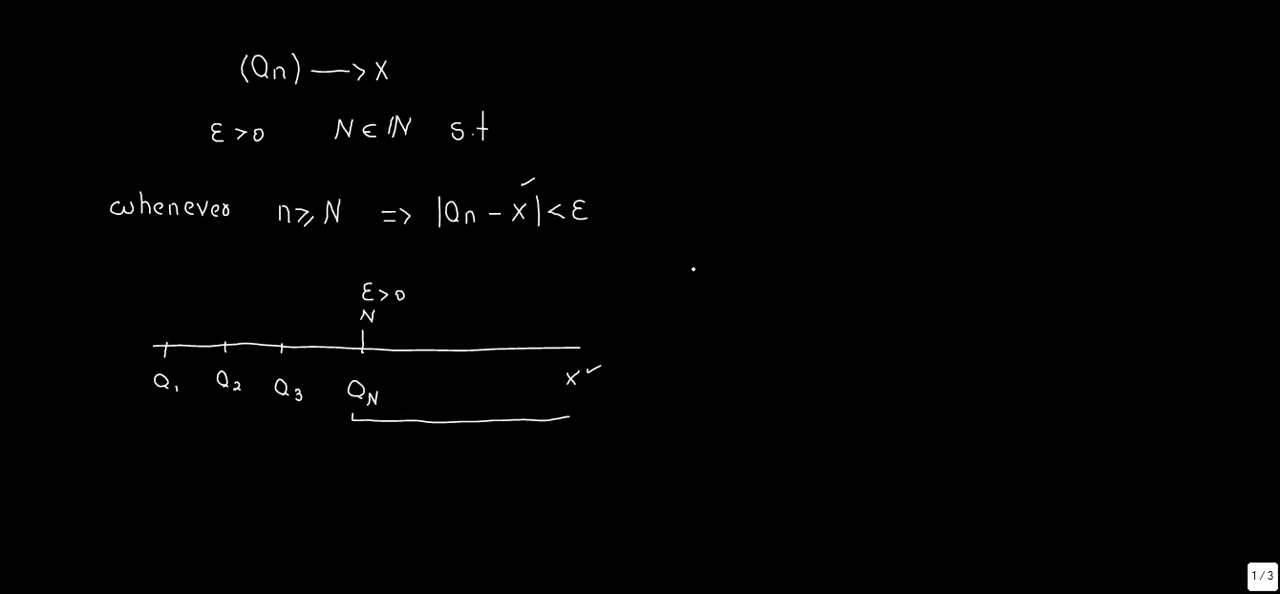 (an) → x
ε > 0 N ∈ ℕ s.t
whenever n ≥ N => |an - x| < ε
ε > 0
N
a1 a2 a3 aN x
1 / 3